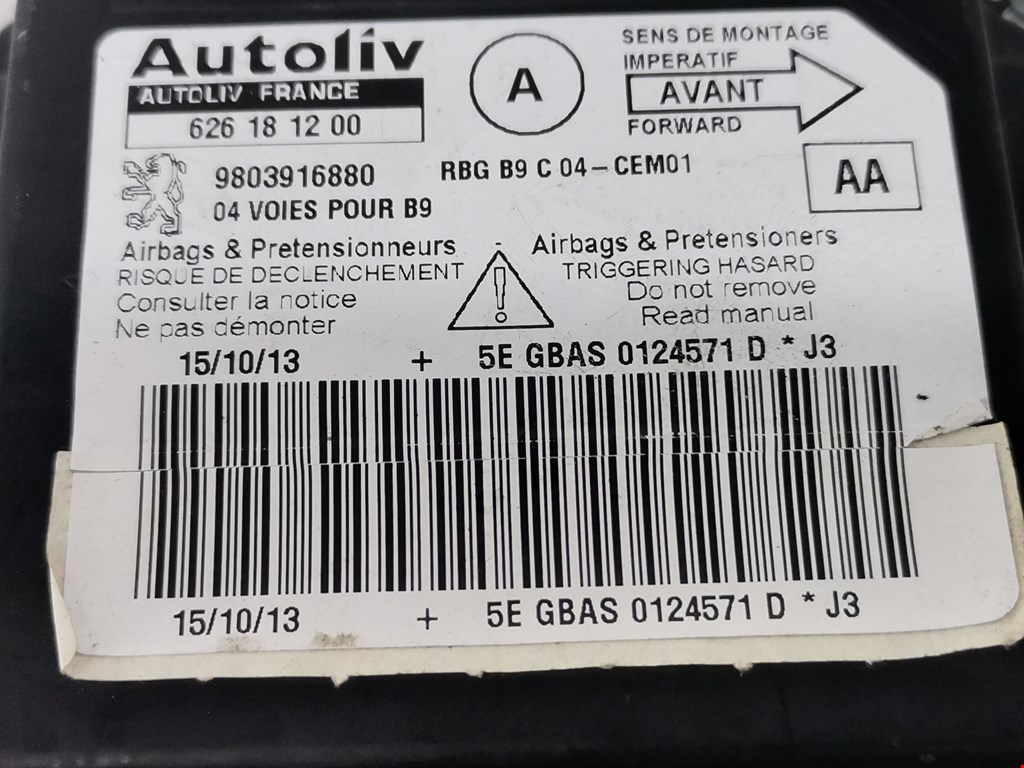 Autoliv
AUTOLIV FRANCE
626 18 12 00
A
SENS DE MONTAGE
IMPERATIF
AVANT
FORWARD
9803916880 RBG B9 C 04-CEM01
04 VOIES POUR B9
AA
Airbags & Pretensionneurs
RISQUE DE DECLENCHEMENT
Consulter la notice
Ne pas démonter
Airbags & Pretensioners
TRIGGERING HASARD
Do not remove
Read manual
15/10/13 + 5E GBAS 0124571 D * J3
15/10/13 + 5E GBAS 0124571 D * J3